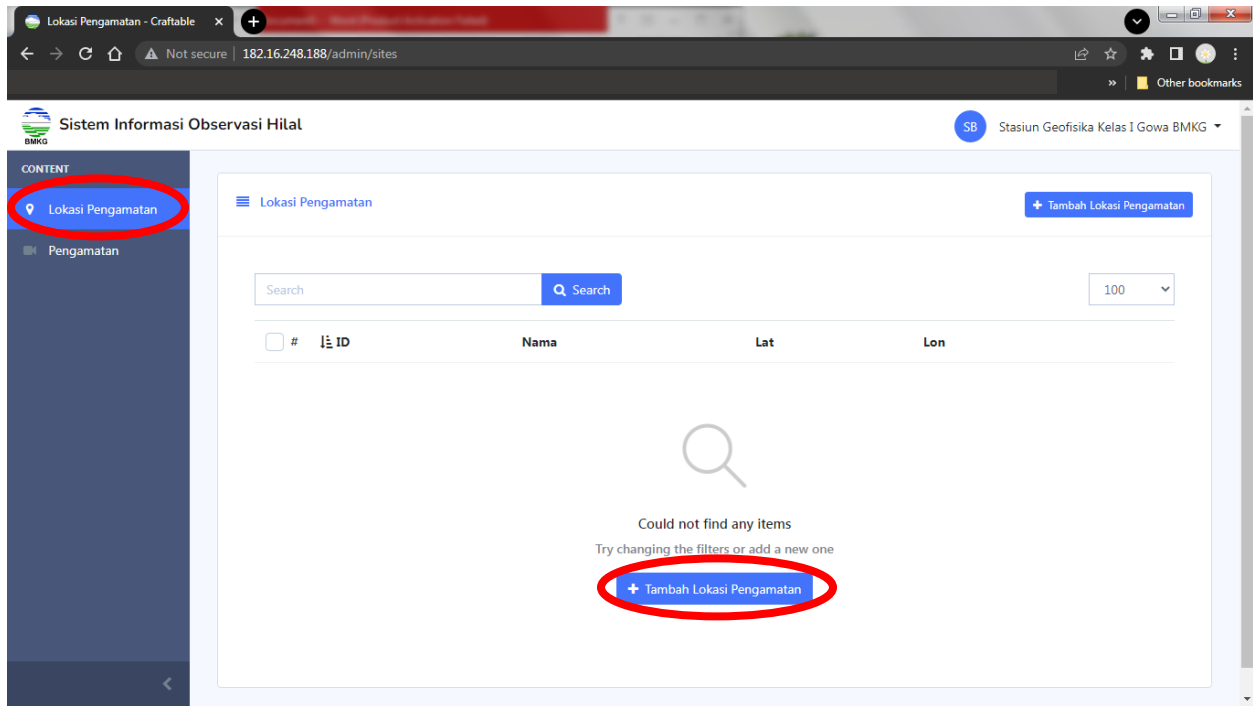 Lokasi Pengamatan - Craftable
Not secure | 182.16.248.188/admin/sites
» Other bookmarks
BMKG
Sistem Informasi Observasi Hilal
SB Stasiun Geofisika Kelas I Gowa BMKG
CONTENT
Lokasi Pengamatan
Pengamatan
Lokasi Pengamatan
+ Tambah Lokasi Pengamatan
Search Search 100
# ID Nama Lat Lon
Could not find any items
Try changing the filters or add a new one
+ Tambah Lokasi Pengamatan